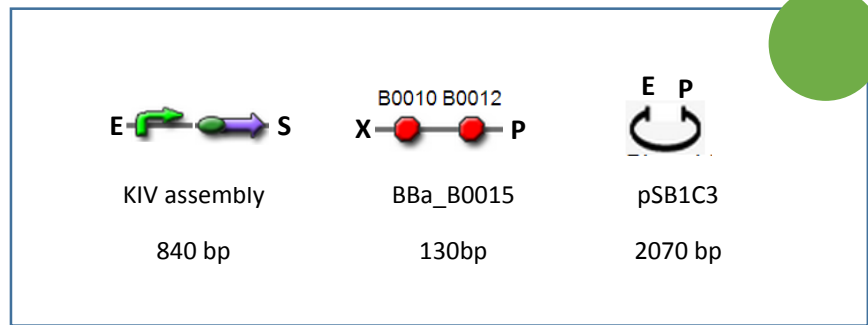 B0010 B0012
E P
E S X P
KIV assembly BBa_B0015 pSB1C3
840 bp 130bp 2070 bp